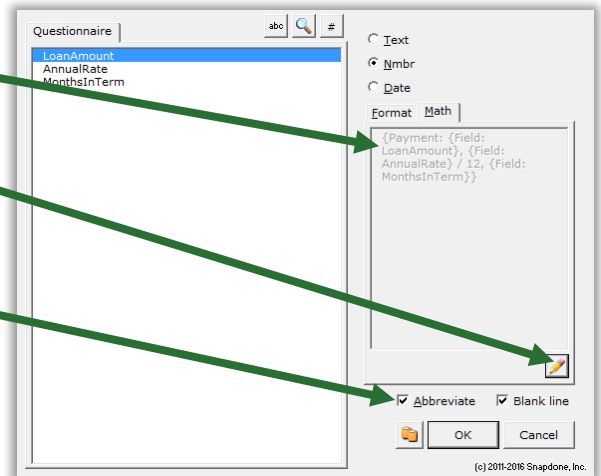 Questionnaire
abc
#
LoanAmount
AnnualRate
MonthsInTerm
Text
Nmbr
Date
Format Math
{Payment: {Field:
LoanAmount}, {Field:
AnnualRate} / 12, {Field:
MonthsInTerm}}
Abbreviate Blank line
OK Cancel
(c) 2011-2016 Snapdone, Inc.